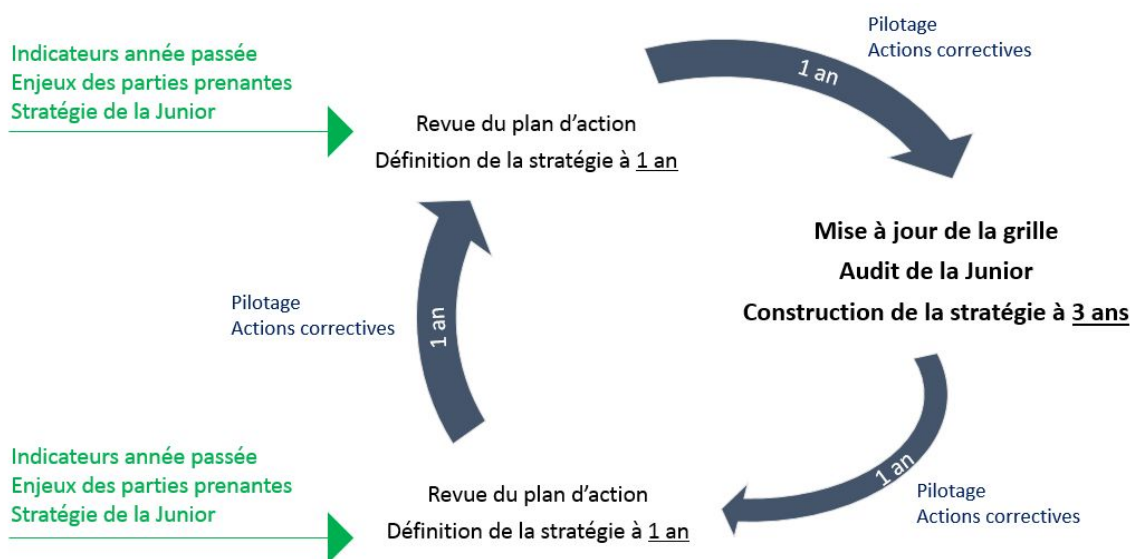 Indicateurs année passée
Enjeux des parties prenantes
Stratégie de la Junior
Revue du plan d'action
Définition de la stratégie à 1 an
1 an
Pilotage
Actions correctives
Mise à jour de la grille
Audit de la Junior
Construction de la stratégie à 3 ans
1 an
Pilotage
Actions correctives
Indicateurs année passée
Enjeux des parties prenantes
Stratégie de la Junior
Revue du plan d'action
Définition de la stratégie à 1 an
Pilotage
Actions correctives
1 an